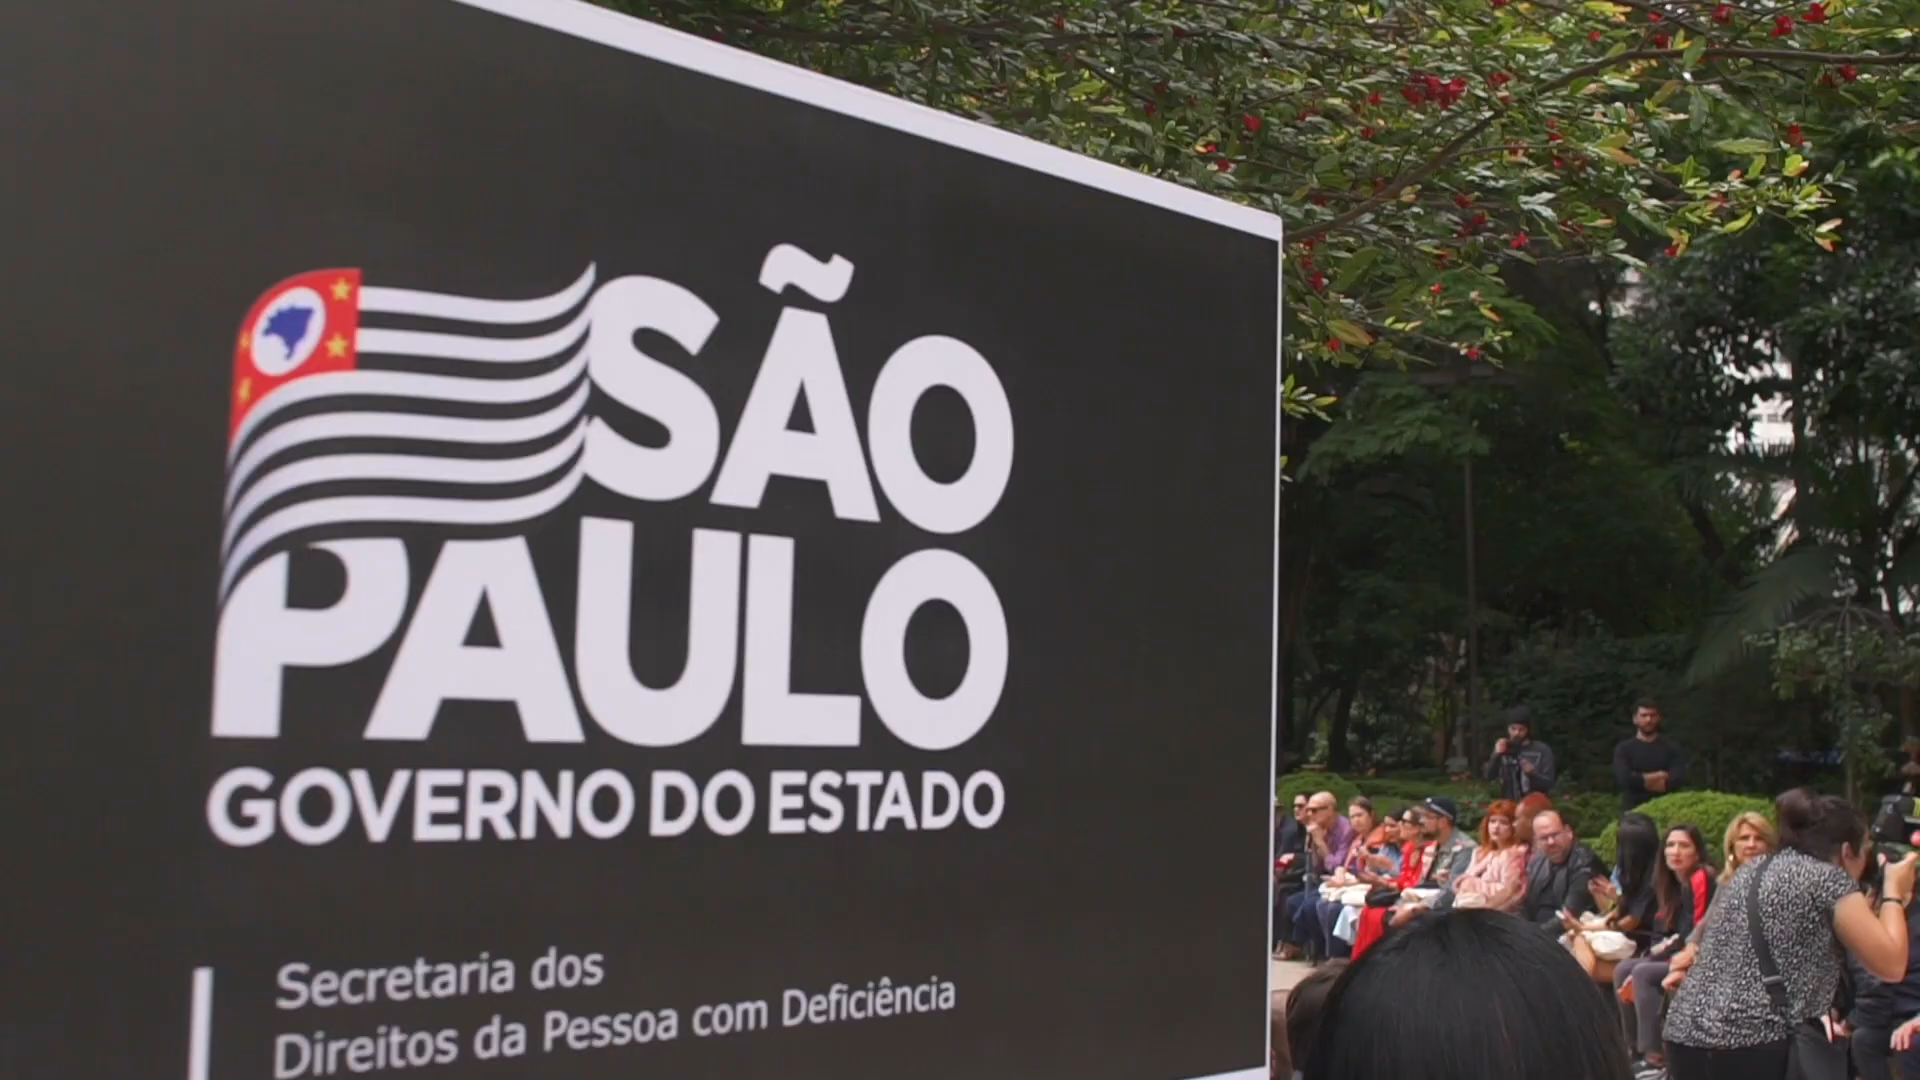 SÃO
PAULO
GOVERNO DO ESTADO
Secretaria dos
Direitos da Pessoa com Deficiência